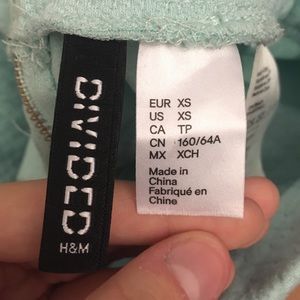 DIVIDED
H&M
EUR XS
US XS
CA TP
CN 160/64A
MX XCH
Made in
China
Fabriqué en
Chine